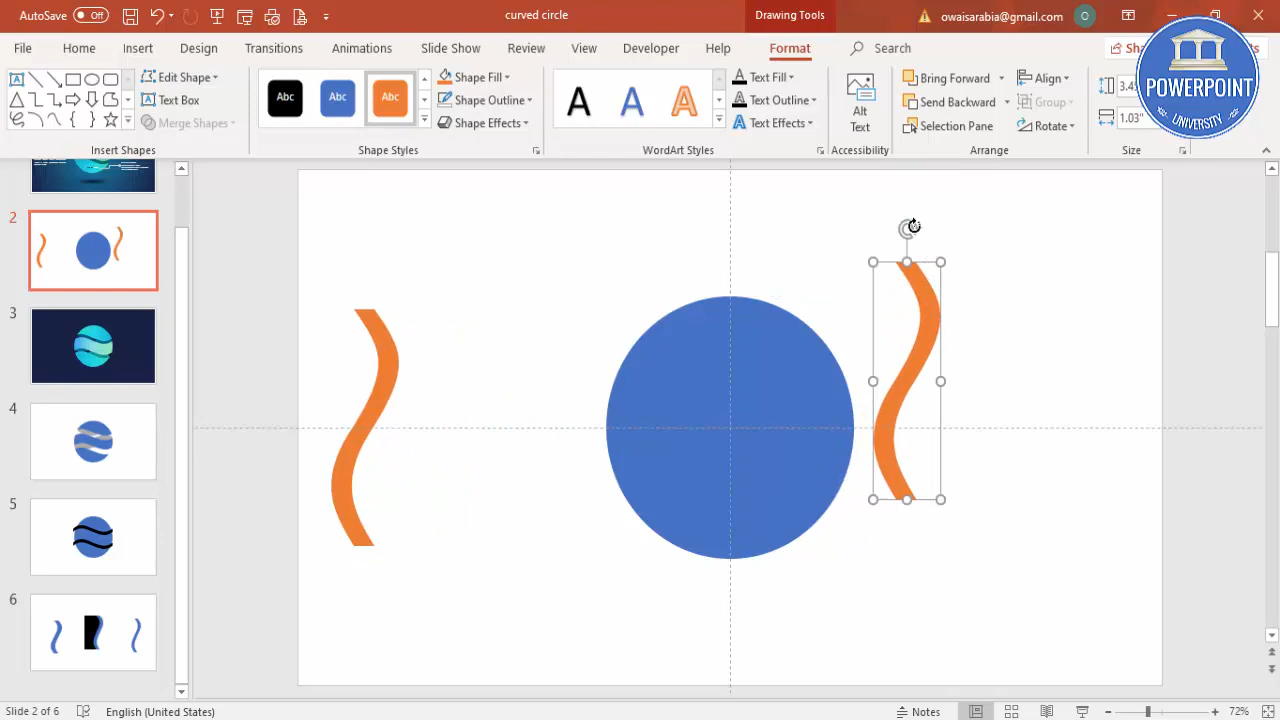 AutoSave Off
curved circle
Drawing Tools
owaisarabia@gmail.com
O
File Home Insert Design Transitions Animations Slide Show Review View Developer Help Format Search
Edit Shape
Text Box
Merge Shapes
Insert Shapes
Abc Abc Abc
Shape Fill
Shape Outline
Shape Effects
Shape Styles
A A A
Text Fill
Text Outline
Text Effects
WordArt Styles
Alt
Text
Accessibility
Bring Forward
Send Backward
Selection Pane
Align
Group
Rotate
Arrange
1.03"
Size
POWERPOINT
UNIVERSITY
2
3
4
5
6
Slide 2 of 6
English (United States)
Notes
72%